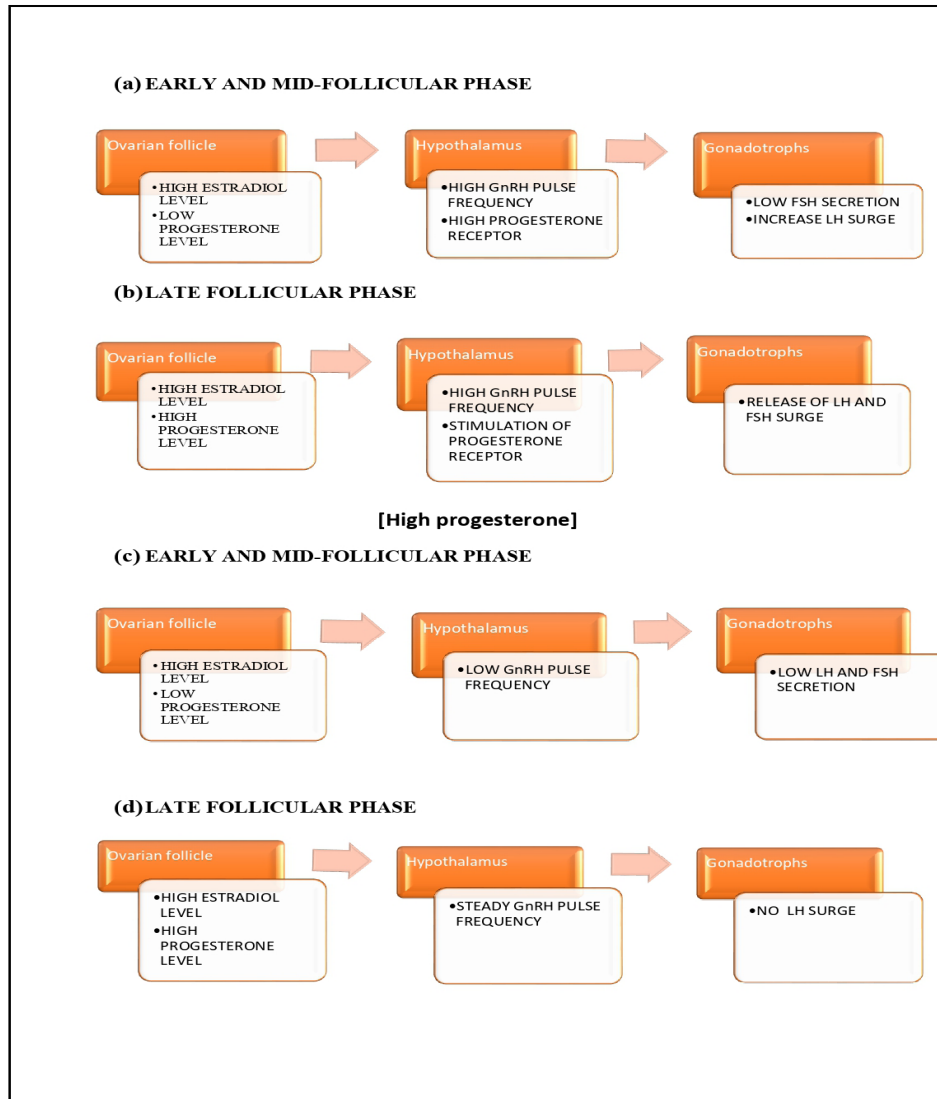 (a) EARLY AND MID-FOLLICULAR PHASE
Ovarian follicle
• HIGH ESTRADIOL
LEVEL
• LOW
PROGESTERONE
LEVEL
Hypothalamus
•HIGH GnRH PULSE
FREQUENCY
•HIGH PROGESTERONE
RECEPTOR
Gonadotrophs
•LOW FSH SECRETION
•INCREASE LH SURGE
(b) LATE FOLLICULAR PHASE
Ovarian follicle
• HIGH ESTRADIOL
LEVEL
• HIGH
PROGESTERONE
LEVEL
Hypothalamus
•HIGH GnRH PULSE
FREQUENCY
•STIMULATION OF
PROGESTERONE
RECEPTOR
Gonadotrophs
•RELEASE OF LH AND
FSH SURGE
[High progesterone]
(c) EARLY AND MID-FOLLICULAR PHASE
Ovarian follicle
• HIGH ESTRADIOL
LEVEL
• LOW
PROGESTERONE
LEVEL
Hypothalamus
•LOW GnRH PULSE
FREQUENCY
Gonadotrophs
•LOW LH AND FSH
SECRETION
(d) LATE FOLLICULAR PHASE
Ovarian follicle
•HIGH ESTRADIOL
LEVEL
•HIGH
PROGESTERONE
LEVEL
Hypothalamus
•STEADY GnRH PULSE
FREQUENCY
Gonadotrophs
•NO LH SURGE